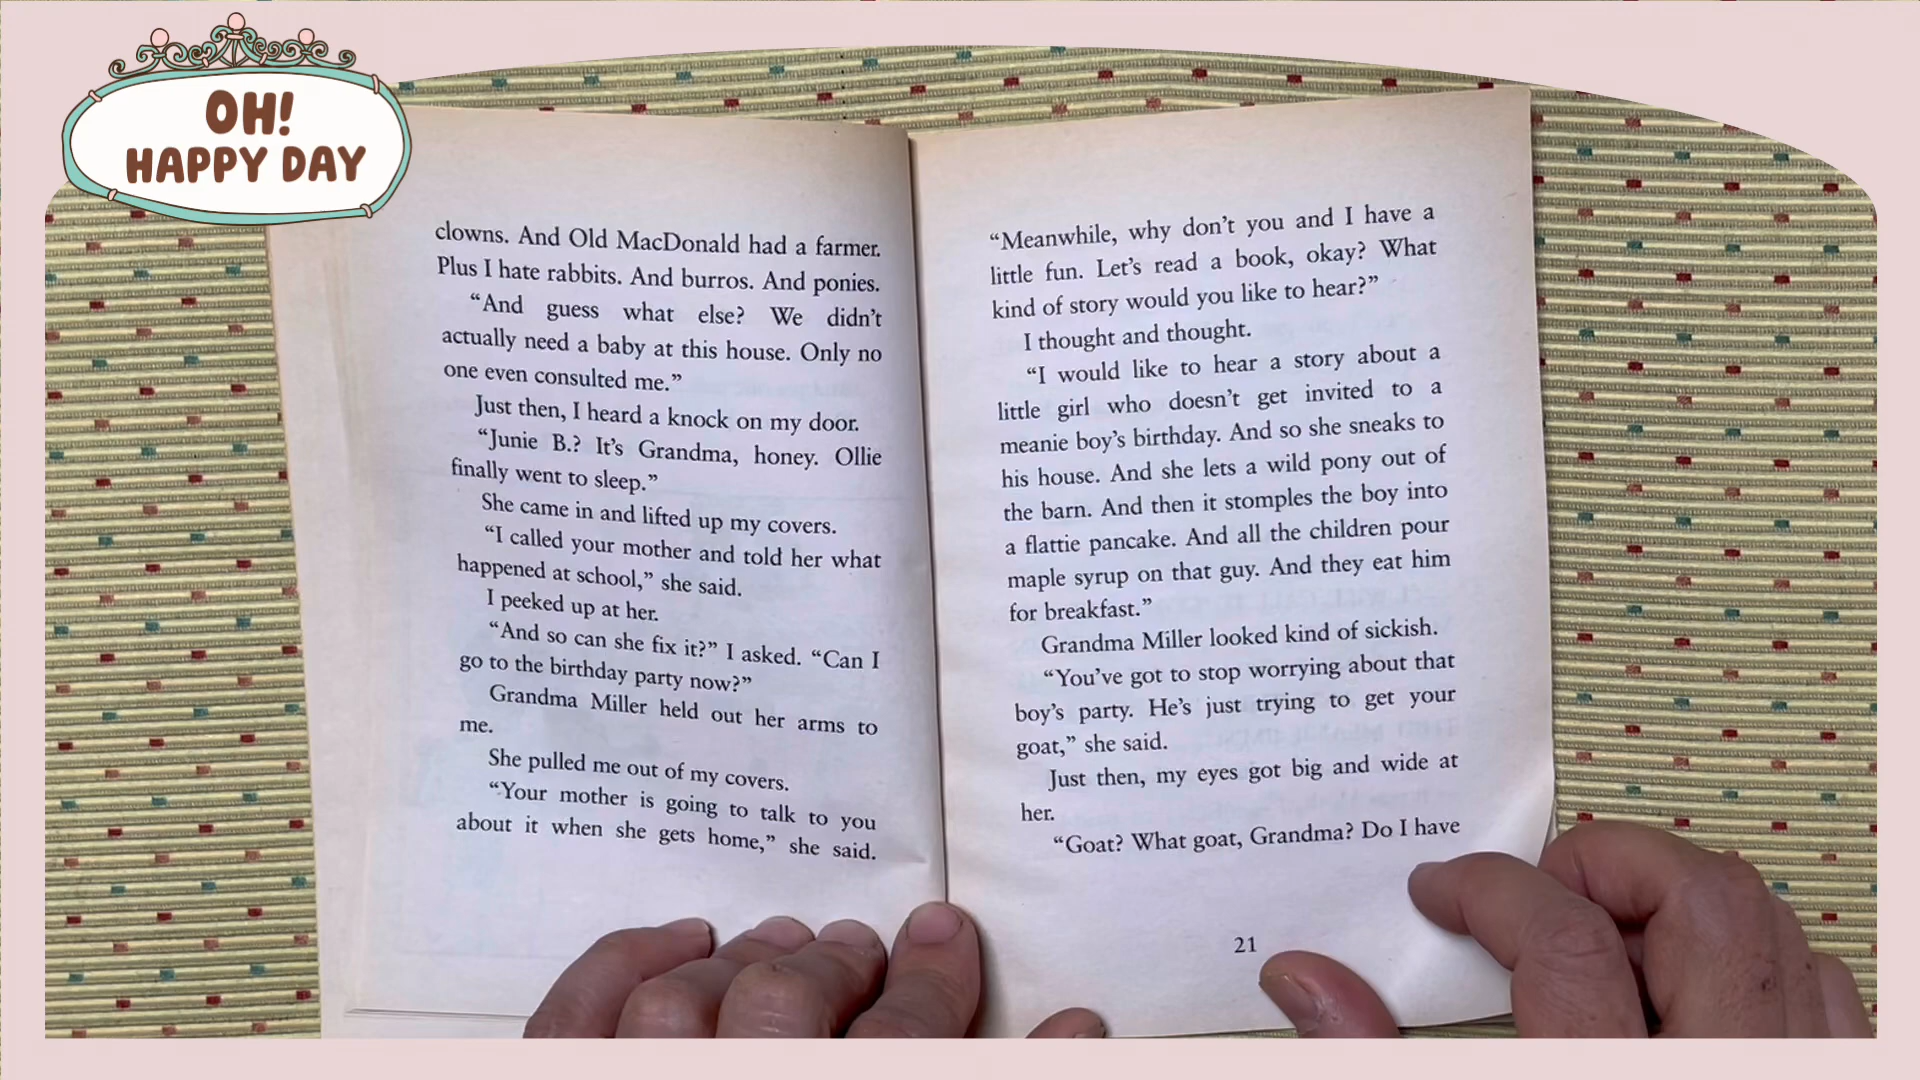 OH!
HAPPY DAY
clowns. And Old MacDonald had a farmer.
Plus I hate rabbits. And burros. And ponies.
“And guess what else? We didn’t
actually need a baby at this house. Only no
one even consulted me.”
Just then, I heard a knock on my door.
“Junie B.? It’s Grandma, honey. Ollie
finally went to sleep.”
She came in and lifted up my covers.
“I called your mother and told her what
happened at school,” she said.
I peeked up at her.
“And so can she fix it?” I asked. “Can I
go to the birthday party now?”
Grandma Miller held out her arms to
me.
She pulled me out of my covers.
“Your mother is going to talk to you
about it when she gets home,” she said.
“Meanwhile, why don’t you and I have a
little fun. Let’s read a book, okay? What
kind of story would you like to hear?”
I thought and thought.
“I would like to hear a story about a
little girl who doesn’t get invited to a
meanie boy’s birthday. And so she sneaks to
his house. And she lets a wild pony out of
the barn. And then it stomples the boy into
a flattie pancake. And all the children pour
maple syrup on that guy. And they eat him
for breakfast.”
Grandma Miller looked kind of sickish.
“You’ve got to stop worrying about that
boy’s party. He’s just trying to get your
goat,” she said.
Just then, my eyes got big and wide at
her.
“Goat? What goat, Grandma? Do I have
21